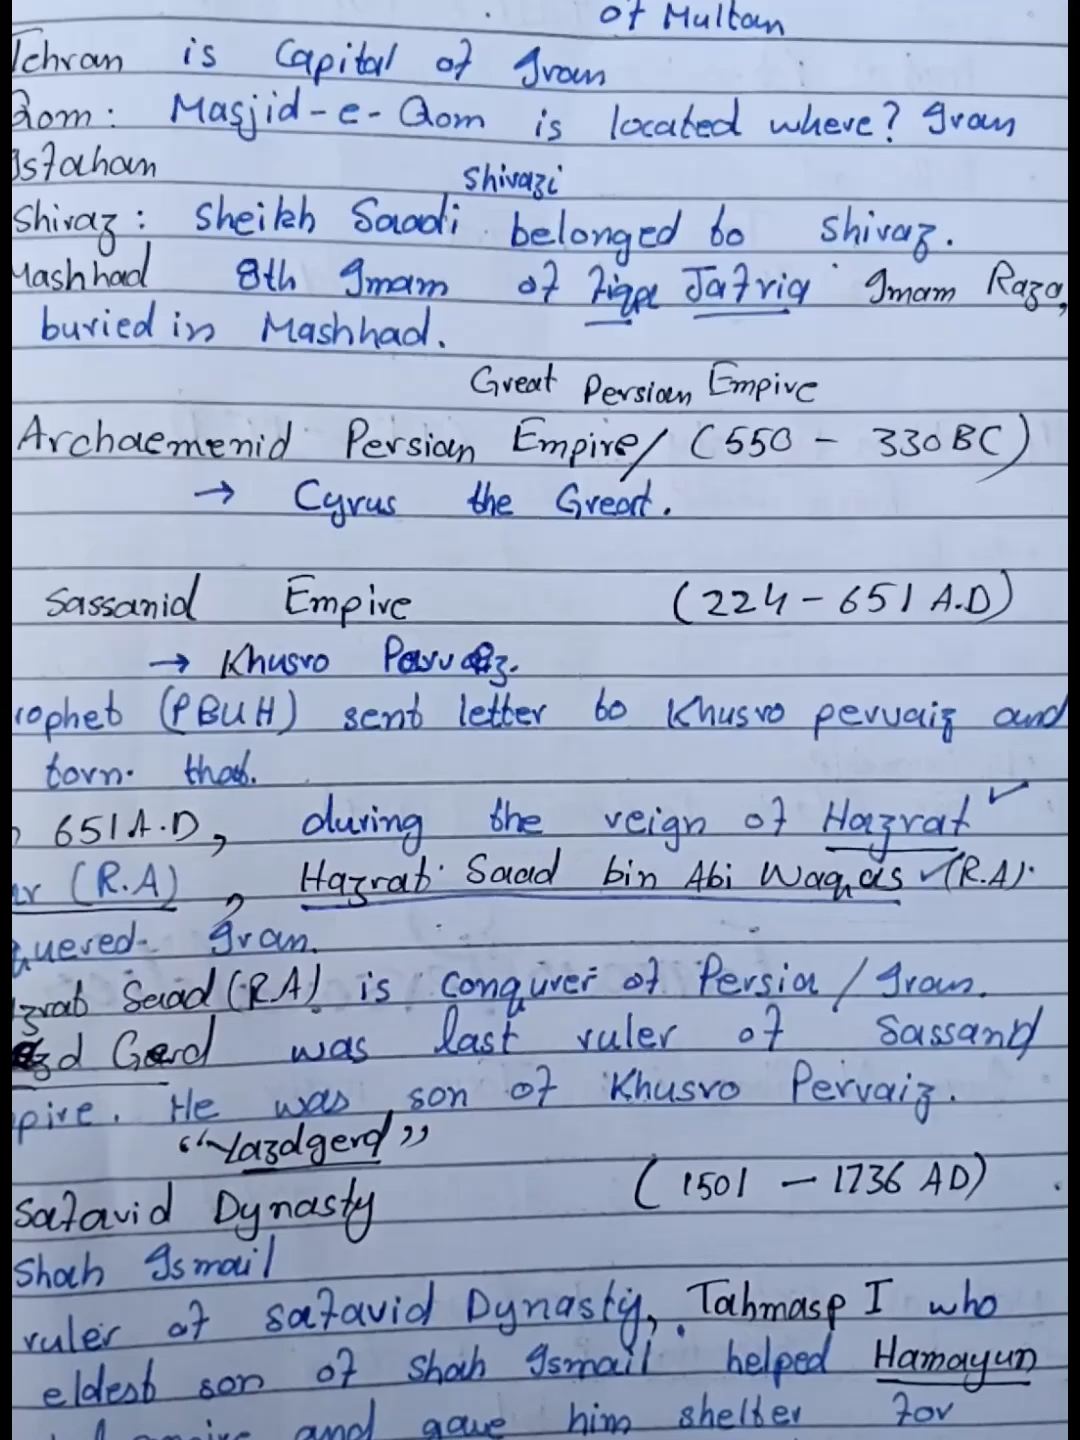 of Multan
Tehran is Capital of Iran
Qom: Masjid-e-Qom is located where? Iran
Isfahan
Shirazi
Shiraz: Sheikh Saadi belonged to Shiraz.
Mashhad 8th Imam of Fiqa Jafria Imam Raza,
buried in Mashhad.
Great Persian Empire
Archaemenid Persian Empire/ (550 - 330 BC)
→ Cyrus the Great.
Sassanid Empire (224-651 A.D)
→ Khusro Parvaiz.
rophet (PBUH) sent letter to Khusro pervaiz and
torn that.
651 A.D, during the reign of Hazrat
r (R.A), Hazrat Saad bin Abi Waqas (R.A).
quered Iran.
zrat Saad (RA) is Conqurer of Persia / Iran.
zd Gerd was last ruler of Sassand
pire. He was son of Khusro Pervaiz.
"Yazdgerd"
Safavid Dynasty (1501 - 1736 AD)
Shah Ismail
ruler of Safavid Dynasty, Tahmasp I who
eldest son of Shah Ismail helped Hamayun
and gave him shelter for